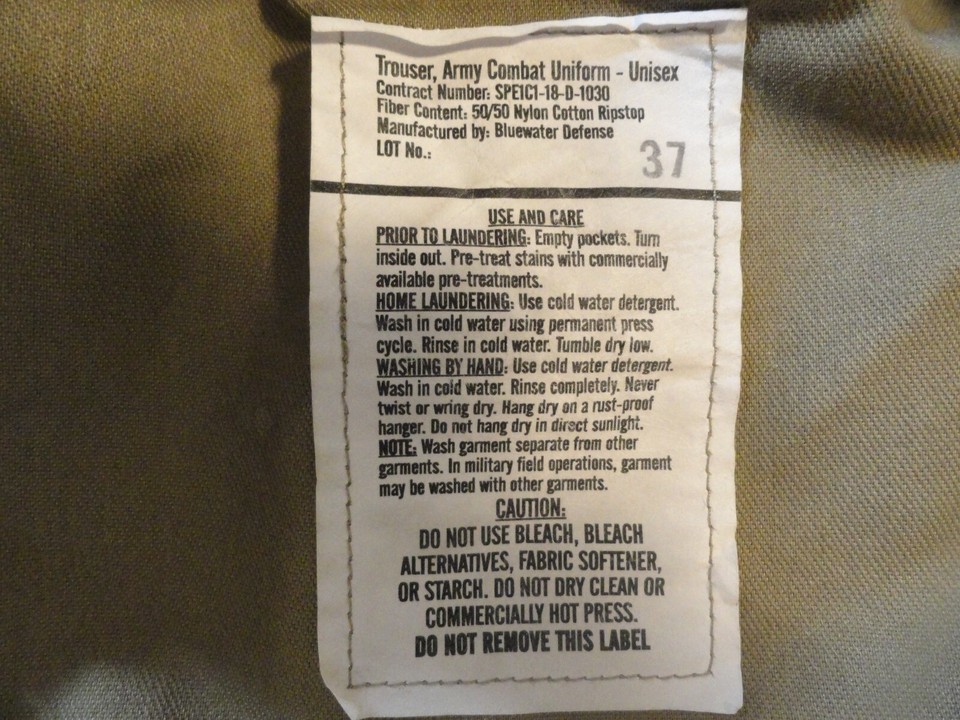 Trouser, Army Combat Uniform - Unisex
Contract Number: SPE1C1-18-D-1030
Fiber Content: 50/50 Nylon Cotton Ripstop
Manufactured by: Bluewater Defense
LOT No.: 37
USE AND CARE
PRIOR TO LAUNDERING: Empty pockets. Turn
inside out. Pre-treat stains with commercially
available pre-treatments.
HOME LAUNDERING: Use cold water detergent.
Wash in cold water using permanent press
cycle. Rinse in cold water. Tumble dry low.
WASHING BY HAND: Use cold water detergent.
Wash in cold water. Rinse completely. Never
twist or wring dry. Hang dry on a rust-proof
hanger. Do not hang dry in direct sunlight.
NOTE: Wash garment separate from other
garments. In military field operations, garment
may be washed with other garments.
CAUTION:
DO NOT USE BLEACH, BLEACH
ALTERNATIVES, FABRIC SOFTENER,
OR STARCH. DO NOT DRY CLEAN OR
COMMERCIALLY HOT PRESS.
DO NOT REMOVE THIS LABEL